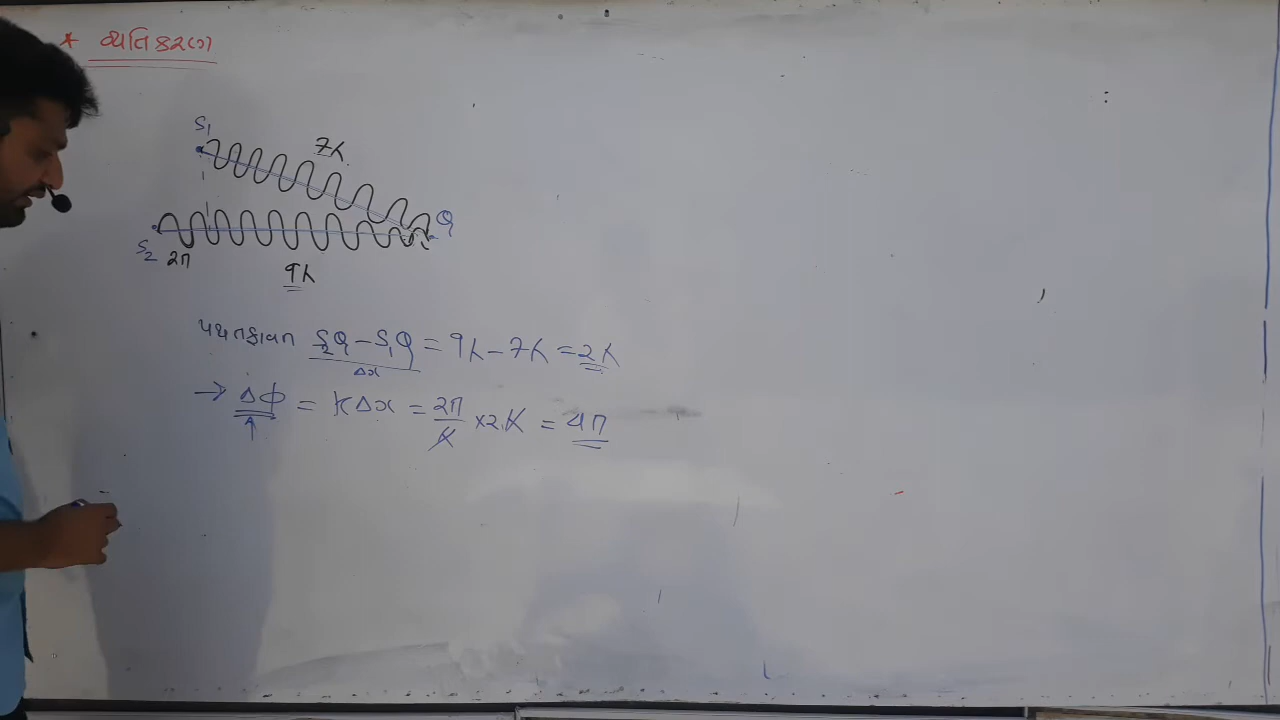 * વ્યતિકરણ
S₁
7λ
Q
S₂ 2π
9λ
પથતફાવત S₂Q – S₁Q = 9λ – 7λ = 2λ
Δx
→ Δφ = kΔx = 2π/λ × 2λ = 4π